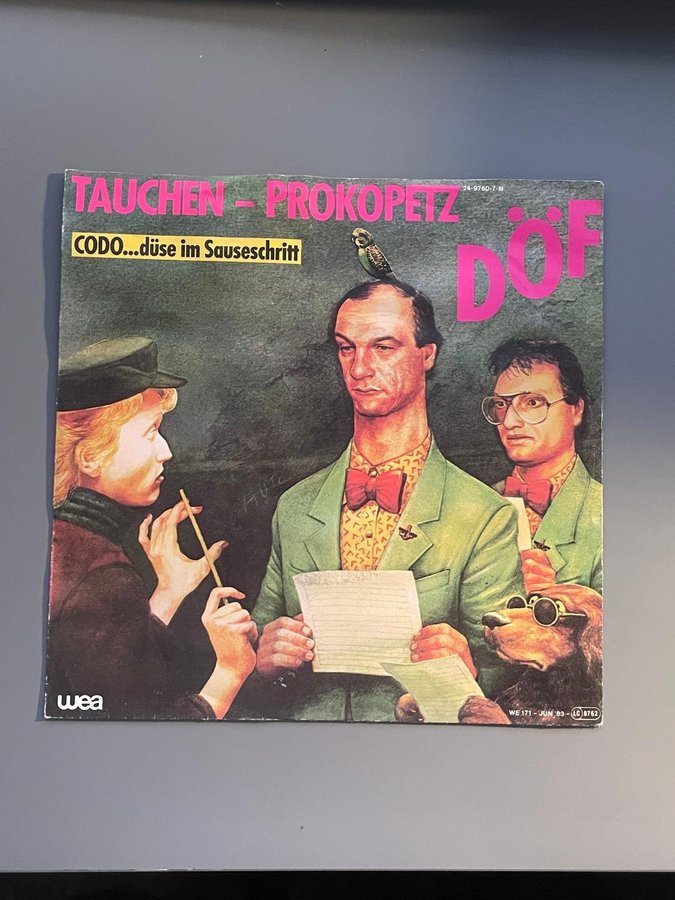 TAUCHEN – PROKOPETZ
24-9760-7 N
DÖF
CODO...düse im Sauseschritt
wea
WE 171 - JUN '83 - LC 8762